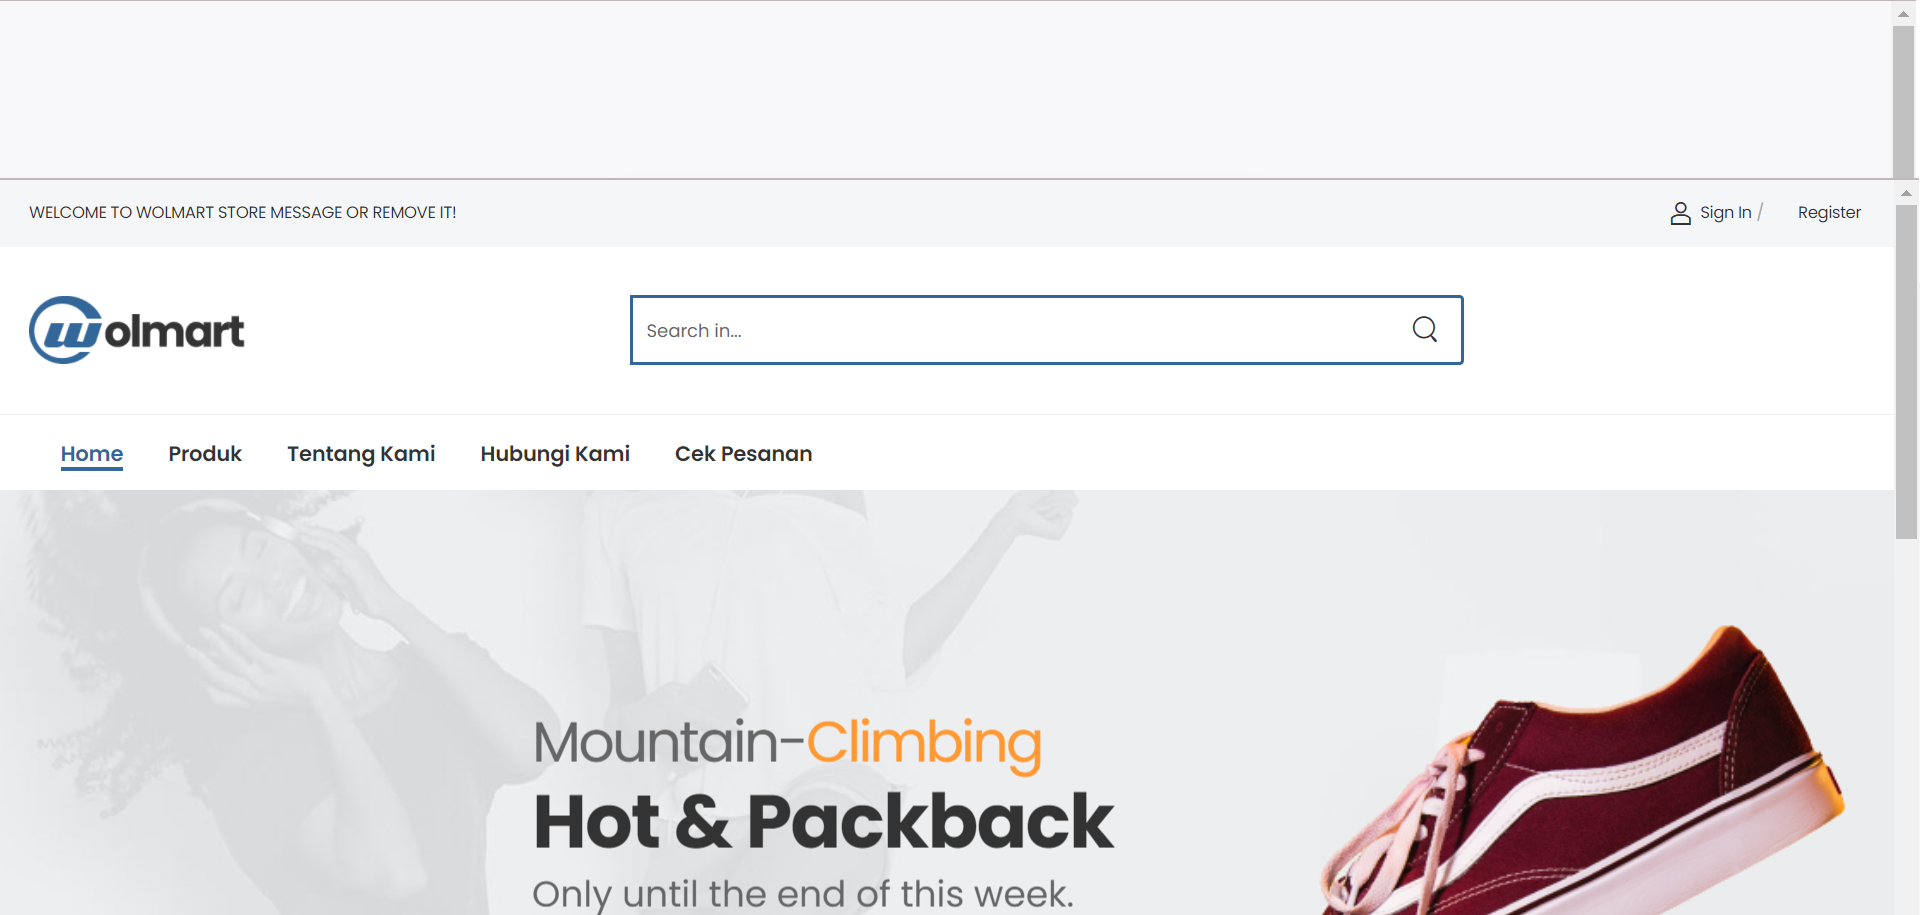 WELCOME TO WOLMART STORE MESSAGE OR REMOVE IT!
Sign In / Register
Wolmart
Search in...
Home Produk Tentang Kami Hubungi Kami Cek Pesanan
Mountain-Climbing
Hot & Packback
Only until the end of this week.